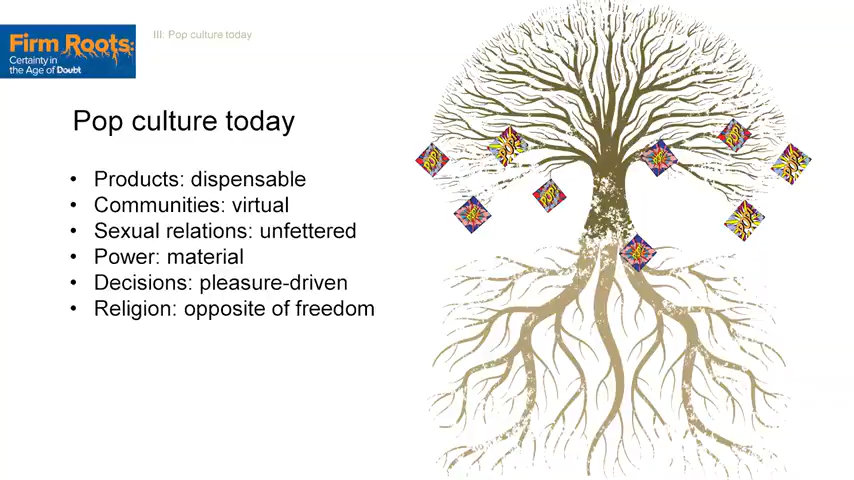 Firm Roots:
Certainty in
the Age of Doubt
III: Pop culture today
Pop culture today
• Products: dispensable
• Communities: virtual
• Sexual relations: unfettered
• Power: material
• Decisions: pleasure-driven
• Religion: opposite of freedom
POP!
POP!
POP!
POP!
POP!
POP!